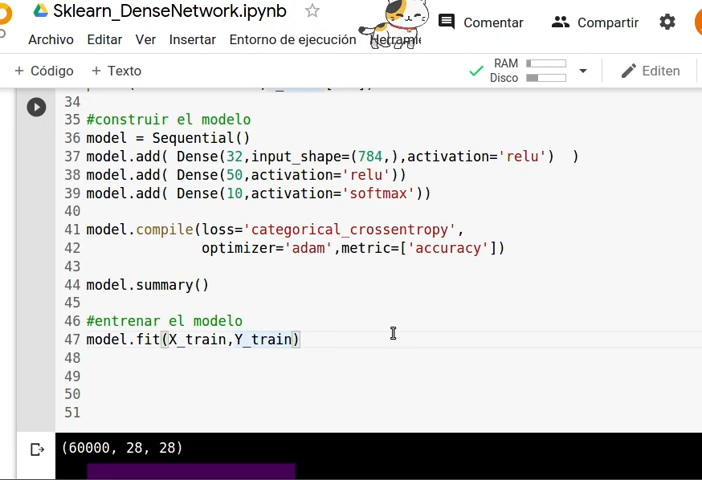 Sklearn_DenseNetwork.ipynb
Comentar
Compartir
Archivo Editar Ver Insertar Entorno de ejecución
+ Código + Texto
RAM
Disco
Editen
34
35 #construir el modelo
36 model = Sequential()
37 model.add( Dense(32,input_shape=(784,),activation='relu') )
38 model.add( Dense(50,activation='relu'))
39 model.add( Dense(10,activation='softmax'))
40
41 model.compile(loss='categorical_crossentropy',
42 optimizer='adam',metric=['accuracy'])
43
44 model.summary()
45
46 #entrenar el modelo
47 model.fit(X_train,Y_train)
48
49
50
51
(60000, 28, 28)